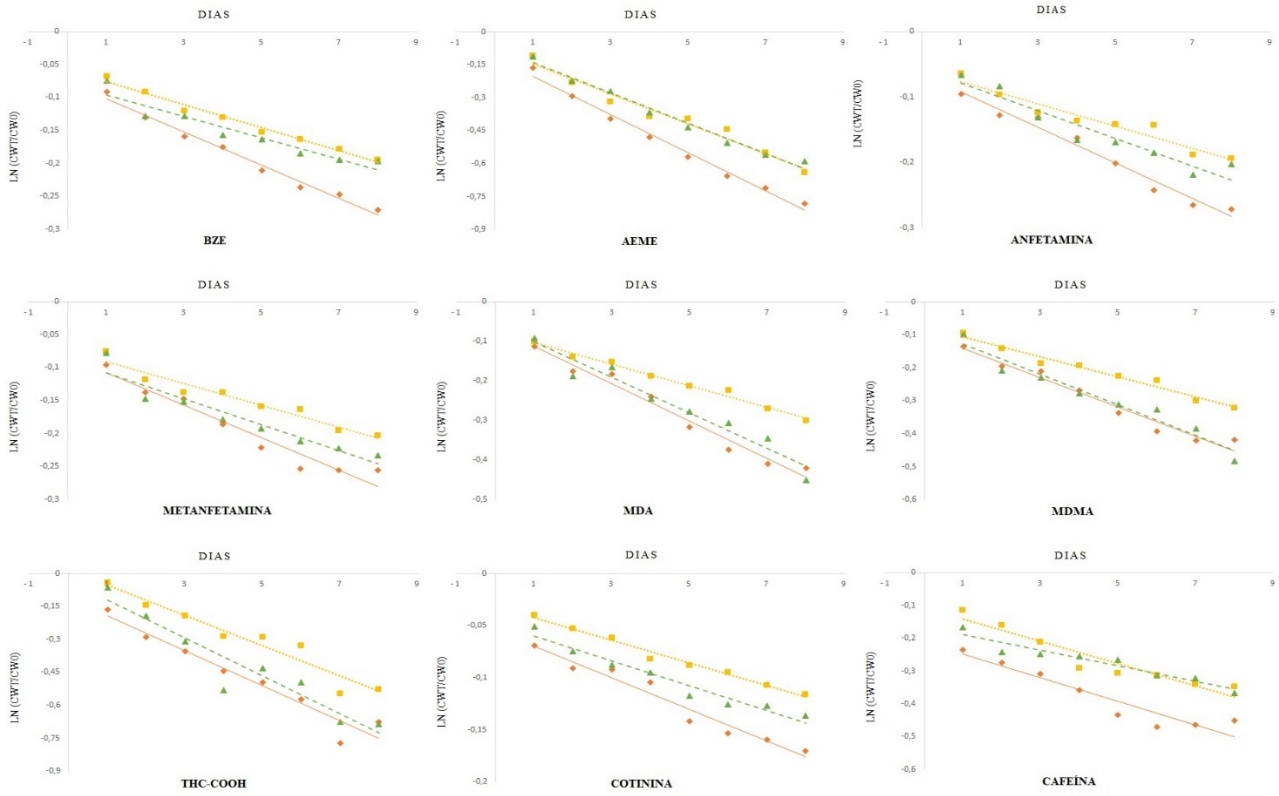 DIAS
-1 1 3 5 7 9
0
-0,05
-0,1
-0,15
-0,2
-0,25
-0,3
LN (CWT/CW0)
BZE
DIAS
-1 1 3 5 7 9
0
-0,15
-0,3
-0,45
-0,6
-0,75
-0,9
LN (CWT/CW0)
AEME
DIAS
-1 1 3 5 7 9
0
-0,1
-0,2
-0,3
LN (CWT/CW0)
ANFETAMINA
DIAS
-1 1 3 5 7 9
0
-0,05
-0,1
-0,15
-0,2
-0,25
-0,3
LN (CWT/CW0)
METANFETAMINA
DIAS
-1 1 3 5 7 9
0
-0,1
-0,2
-0,3
-0,4
-0,5
LN (CWT/CW0)
MDA
DIAS
-1 1 3 5 7 9
0
-0,1
-0,2
-0,3
-0,4
-0,5
-0,6
LN (CWT/CW0)
MDMA
DIAS
-1 1 3 5 7 9
0
-0,15
-0,3
-0,45
-0,6
-0,75
-0,9
LN (CWT/CW0)
THC-COOH
DIAS
-1 1 3 5 7 9
0
-0,05
-0,1
-0,15
-0,2
LN (CWT/CW0)
COTININA
DIAS
-1 1 3 5 7 9
0
-0,1
-0,2
-0,3
-0,4
-0,5
-0,6
LN (CWT/CW0)
CAFEÍNA